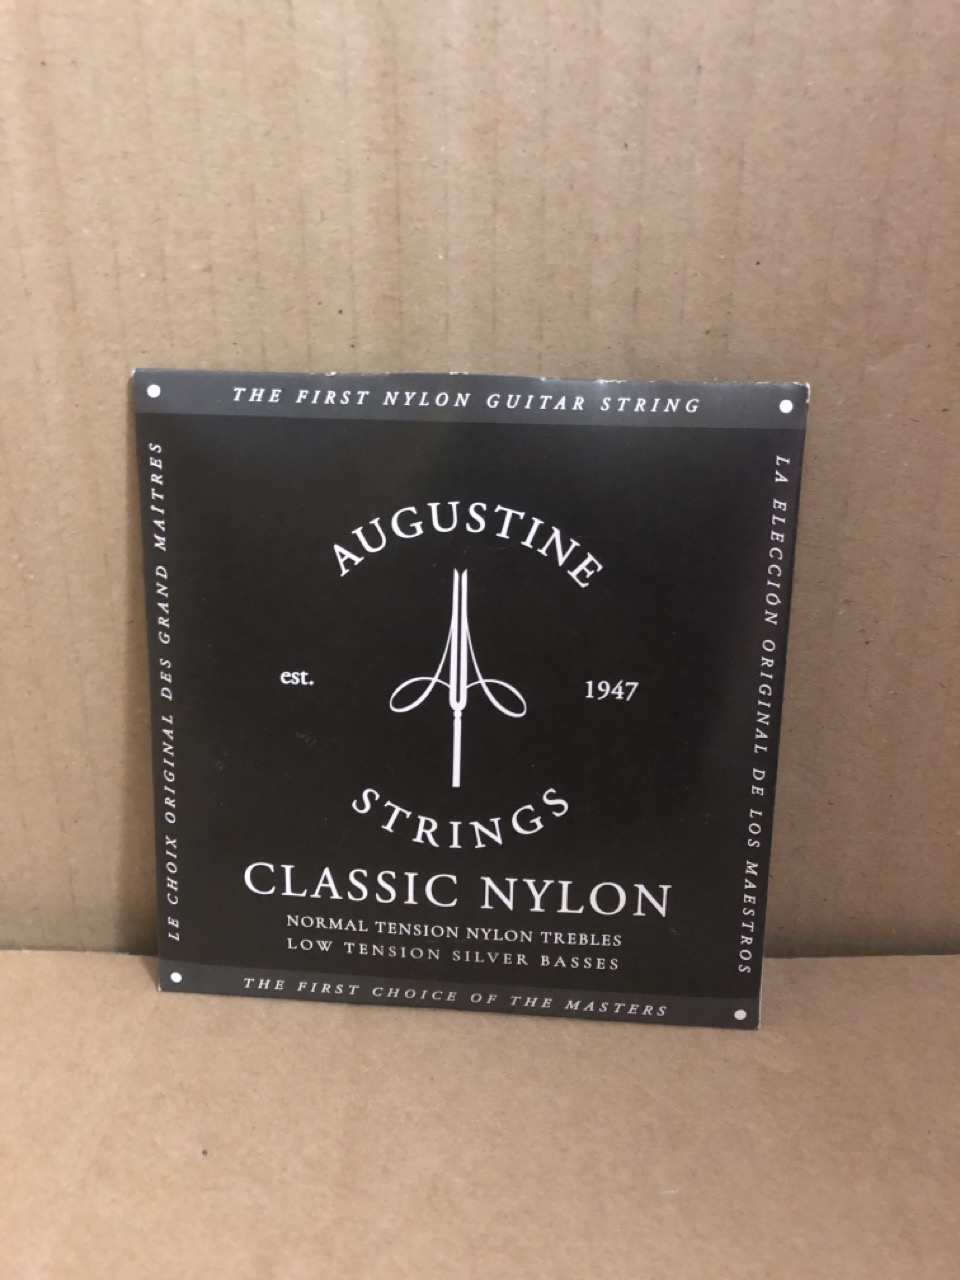 THE FIRST NYLON GUITAR STRING
LE CHOIX ORIGINAL DES GRAND MAÎTRES
LA ELECCIÓN ORIGINAL DE LOS MAESTROS
AUGUSTINE
est.
1947
STRINGS
CLASSIC NYLON
NORMAL TENSION NYLON TREBLES
LOW TENSION SILVER BASSES
THE FIRST CHOICE OF THE MASTERS